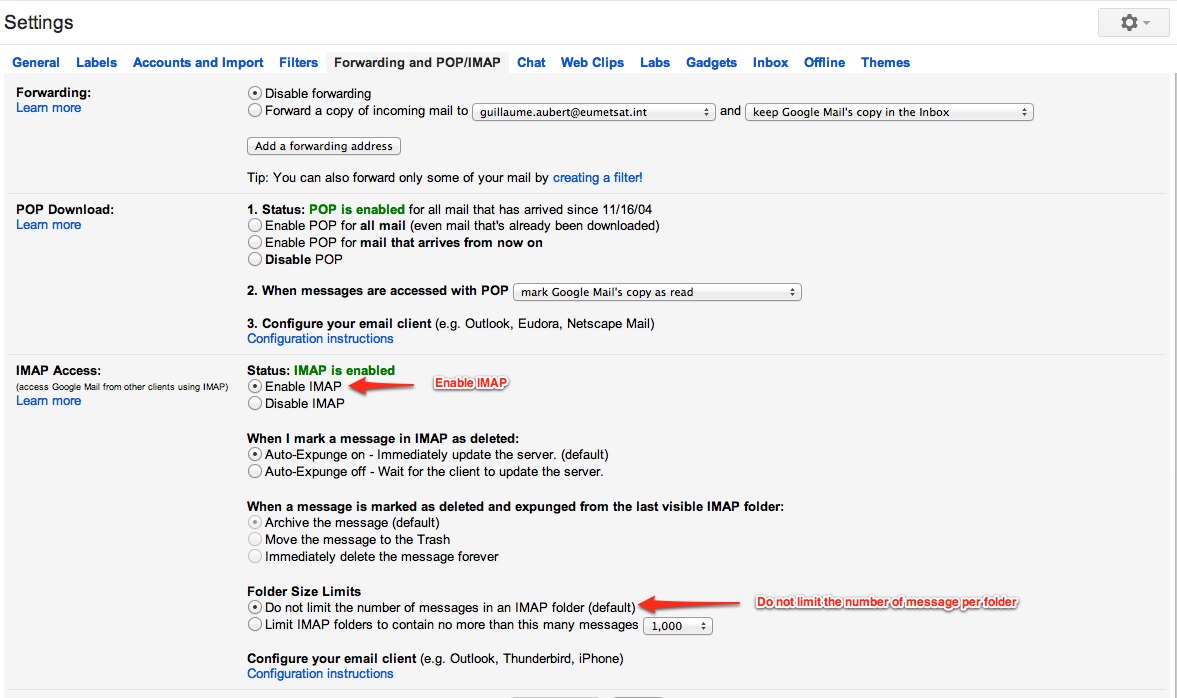 Settings
General Labels Accounts and Import Filters Forwarding and POP/IMAP Chat Web Clips Labs Gadgets Inbox Offline Themes
Forwarding:
Learn more
Disable forwarding
Forward a copy of incoming mail to guillaume.aubert@eumetsat.int and keep Google Mail's copy in the Inbox
Add a forwarding address
Tip: You can also forward only some of your mail by creating a filter!
POP Download:
Learn more
1. Status: POP is enabled for all mail that has arrived since 11/16/04
Enable POP for all mail (even mail that's already been downloaded)
Enable POP for mail that arrives from now on
Disable POP
2. When messages are accessed with POP mark Google Mail's copy as read
3. Configure your email client (e.g. Outlook, Eudora, Netscape Mail)
Configuration instructions
IMAP Access:
(access Google Mail from other clients using IMAP)
Learn more
Status: IMAP is enabled
Enable IMAP Enable IMAP
Disable IMAP
When I mark a message in IMAP as deleted:
Auto-Expunge on - Immediately update the server. (default)
Auto-Expunge off - Wait for the client to update the server.
When a message is marked as deleted and expunged from the last visible IMAP folder:
Archive the message (default)
Move the message to the Trash
Immediately delete the message forever
Folder Size Limits
Do not limit the number of messages in an IMAP folder (default) Do not limit the number of message per folder
Limit IMAP folders to contain no more than this many messages 1,000
Configure your email client (e.g. Outlook, Thunderbird, iPhone)
Configuration instructions